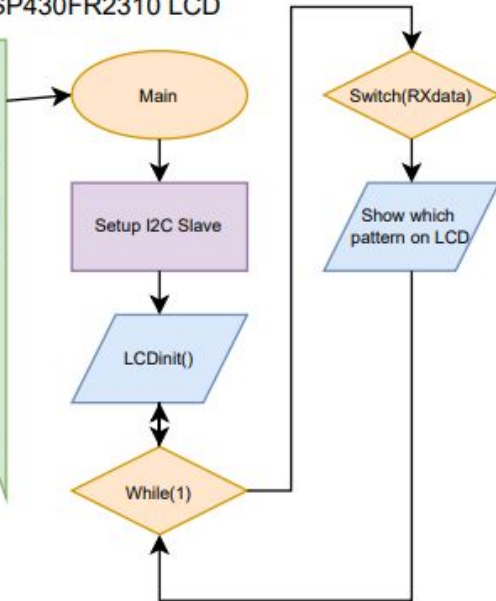 SP430FR2310 LCD
Main
Setup I2C Slave
LCDinit()
While(1)
Switch(RXdata)
Show which
pattern on LCD